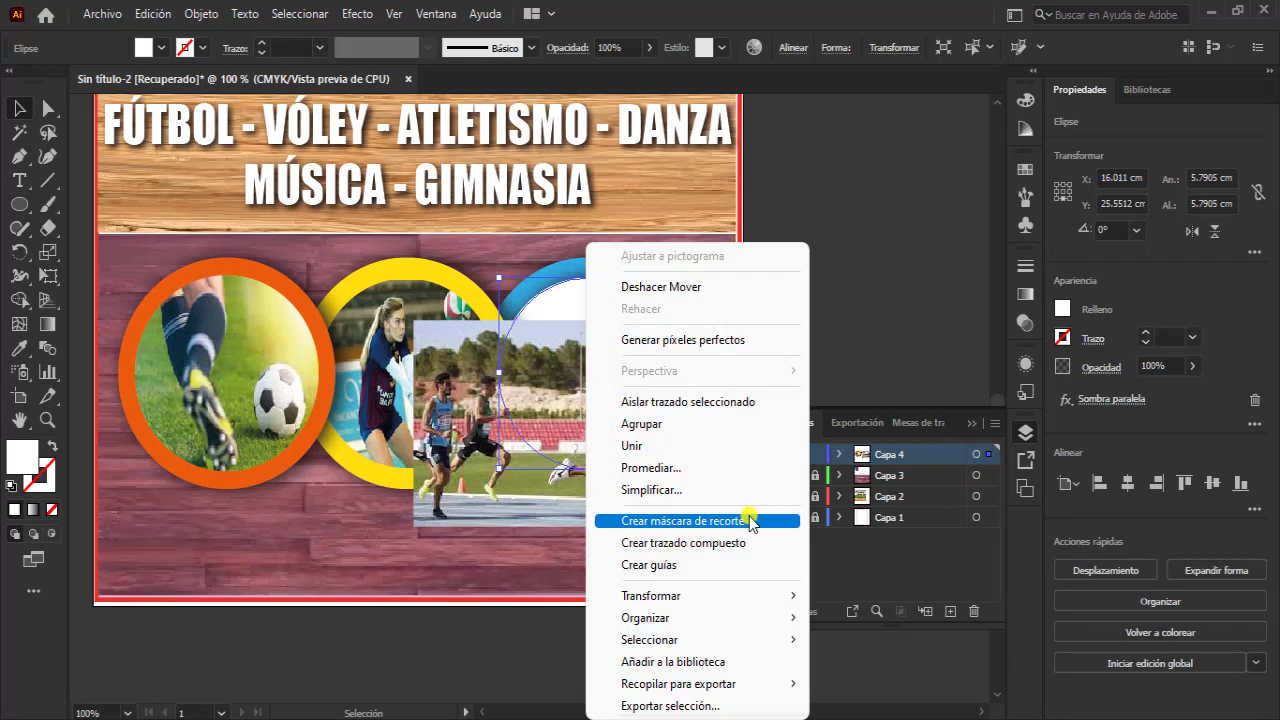 Ai
Archivo Edición Objeto Texto Seleccionar Efecto Ver Ventana Ayuda
Buscar en Ayuda de Adobe
Elipse
Trazo:
Básico
Opacidad: 100%
Estilo:
Alinear Forma: Transformar
Sin título-2 [Recuperado]* @ 100 % (CMYK/Vista previa de CPU)
FÚTBOL - VÓLEY - ATLETISMO - DANZA
MÚSICA - GIMNASIA
Ajustar a pictograma
Deshacer Mover
Rehacer
Generar píxeles perfectos
Perspectiva
Aislar trazado seleccionado
Agrupar
Unir
Promediar...
Simplificar...
Crear máscara de recorte
Crear trazado compuesto
Crear guías
Transformar
Organizar
Seleccionar
Añadir a la biblioteca
Recopilar para exportar
Exportar selección...
Exportación Mesas de tra
Capa 4
Capa 3
Capa 2
Capa 1
Propiedades Bibliotecas
Elipse
Transformar
X: 16.011 cm An.: 5.7905 cm
Y: 25.5512 cm Al.: 5.7905 cm
0°
Apariencia
Relleno
Trazo
Opacidad 100%
fx Sombra paralela
Alinear
Acciones rápidas
Desplazamiento Expandir forma
Organizar
Volver a colorear
Iniciar edición global
100% 1 Selección